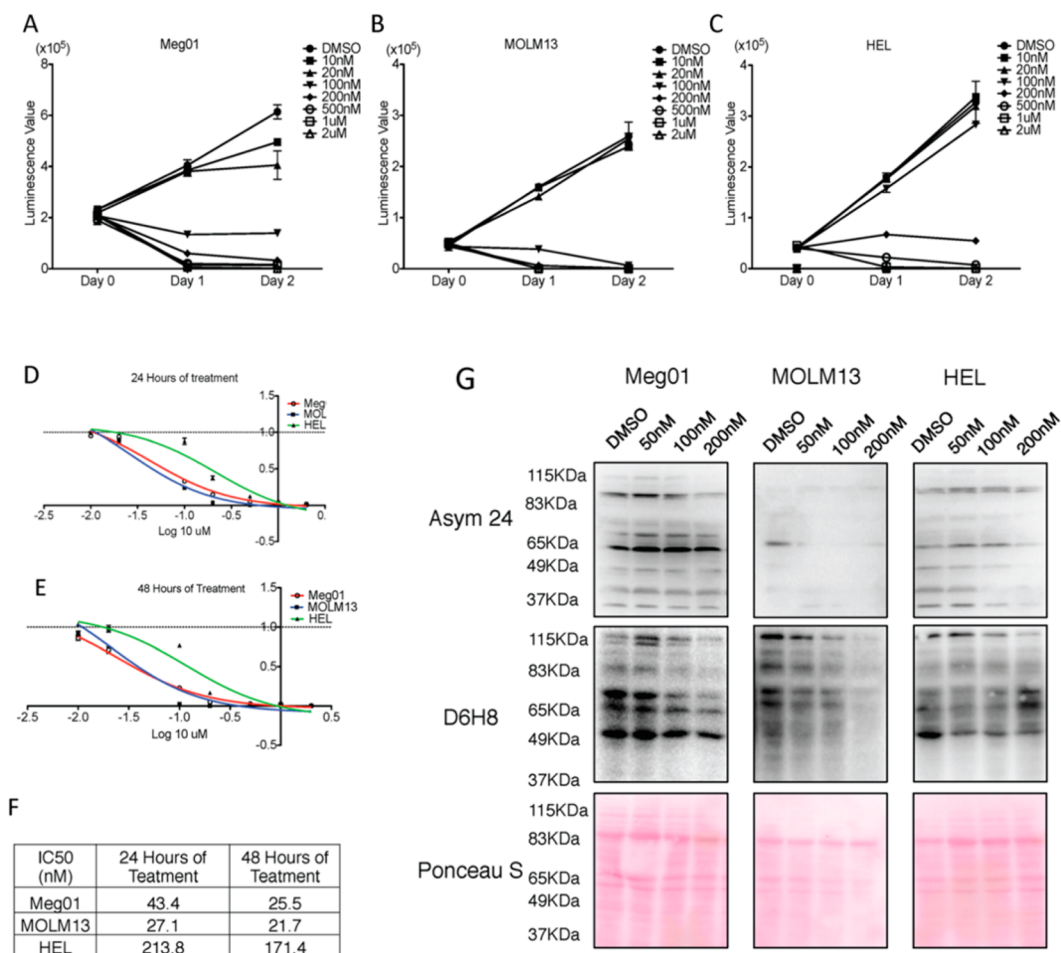 A
Meg01
(x10⁵)
8
6
4
2
0
Luminescence Value
Day 0 Day 1 Day 2
DMSO
10nM
20nM
100nM
200nM
500nM
1uM
2uM
B
MOLM13
(x10⁵)
4
3
2
1
0
Luminescence Value
Day 0 Day 1 Day 2
DMSO
10nM
20nM
100nM
200nM
500nM
1uM
2uM
C
HEL
(x10⁵)
4
3
2
1
0
Luminescence Value
Day 0 Day 1 Day 2
DMSO
10nM
20nM
100nM
200nM
500nM
1uM
2uM
D
24 Hours of treatment
1.5
1.0
0.5
-0.5
Meg
MOL
HEL
-2.5 -2.0 -1.5 -1.0 -0.5 0.
Log 10 uM
E
48 Hours of Treatment
1.5
1.0
0.5
-0.5
Meg01
MOLM13
HEL
-2.5 -2.0 -1.5 -1.0 -0.5 0.5
Log 10 uM
F
IC50 (nM) 24 Hours of Teatment 48 Hours of Teatment
Meg01 43.4 25.5
MOLM13 27.1 21.7
HEL 213.8 171.4
G
Meg01 MOLM13 HEL
DMSO 50nM 100nM 200nM DMSO 50nM 100nM 200nM DMSO 50nM 100nM 200nM
Asym 24
115KDa
83KDa
65KDa
49KDa
37KDa
D6H8
115KDa
83KDa
65KDa
49KDa
37KDa
Ponceau S
115KDa
83KDa
65KDa
49KDa
37KDa